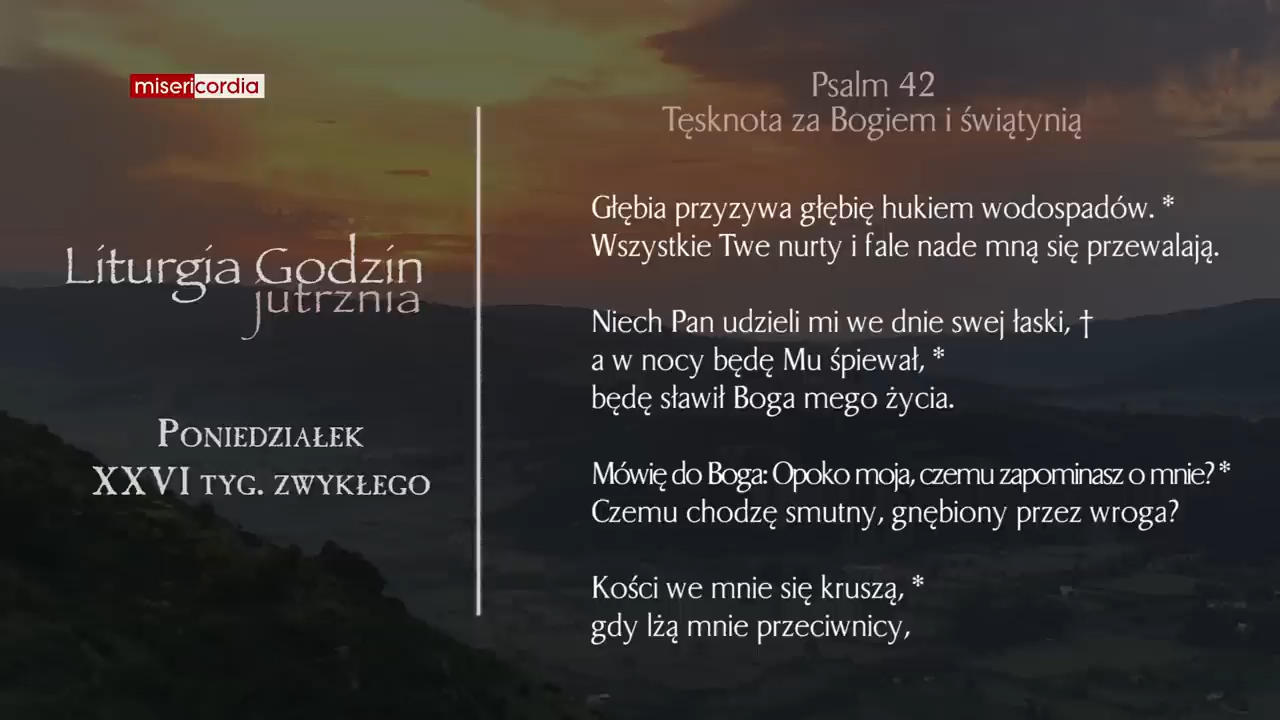 misericordia
Liturgia Godzin
jutrznia
Poniedziałek
XXVI tyg. zwykłego
Psalm 42
Tęsknota za Bogiem i świątynią
Głębia przyzywa głębię hukiem wodospadów. *
Wszystkie Twe nurty i fale nade mną się przewalają.
Niech Pan udzieli mi we dnie swej łaski, †
a w nocy będę Mu śpiewał, *
będę sławił Boga mego życia.
Mówię do Boga: Opoko moja, czemu zapominasz o mnie? *
Czemu chodzę smutny, gnębiony przez wroga?
Kości we mnie się kruszą, *
gdy lżą mnie przeciwnicy,